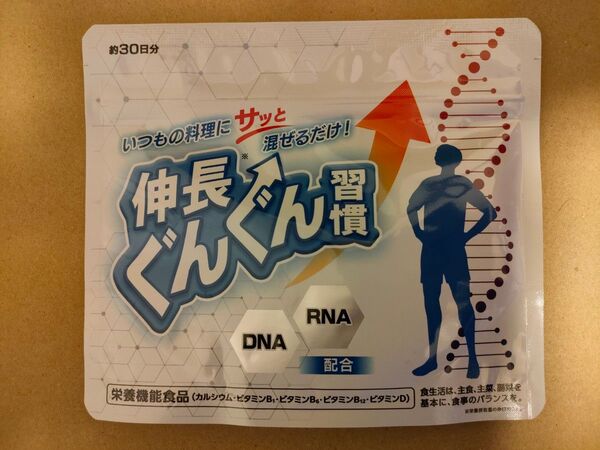 約30日分
いつもの料理にサッと混ぜるだけ！
伸長※
ぐんぐん習慣
DNA
RNA
配合
栄養機能食品（カルシウム・ビタミンB₁・ビタミンB₆・ビタミンB₁₂・ビタミンD）
食生活は、主食、主菜、副菜を
基本に、食事のバランスを。